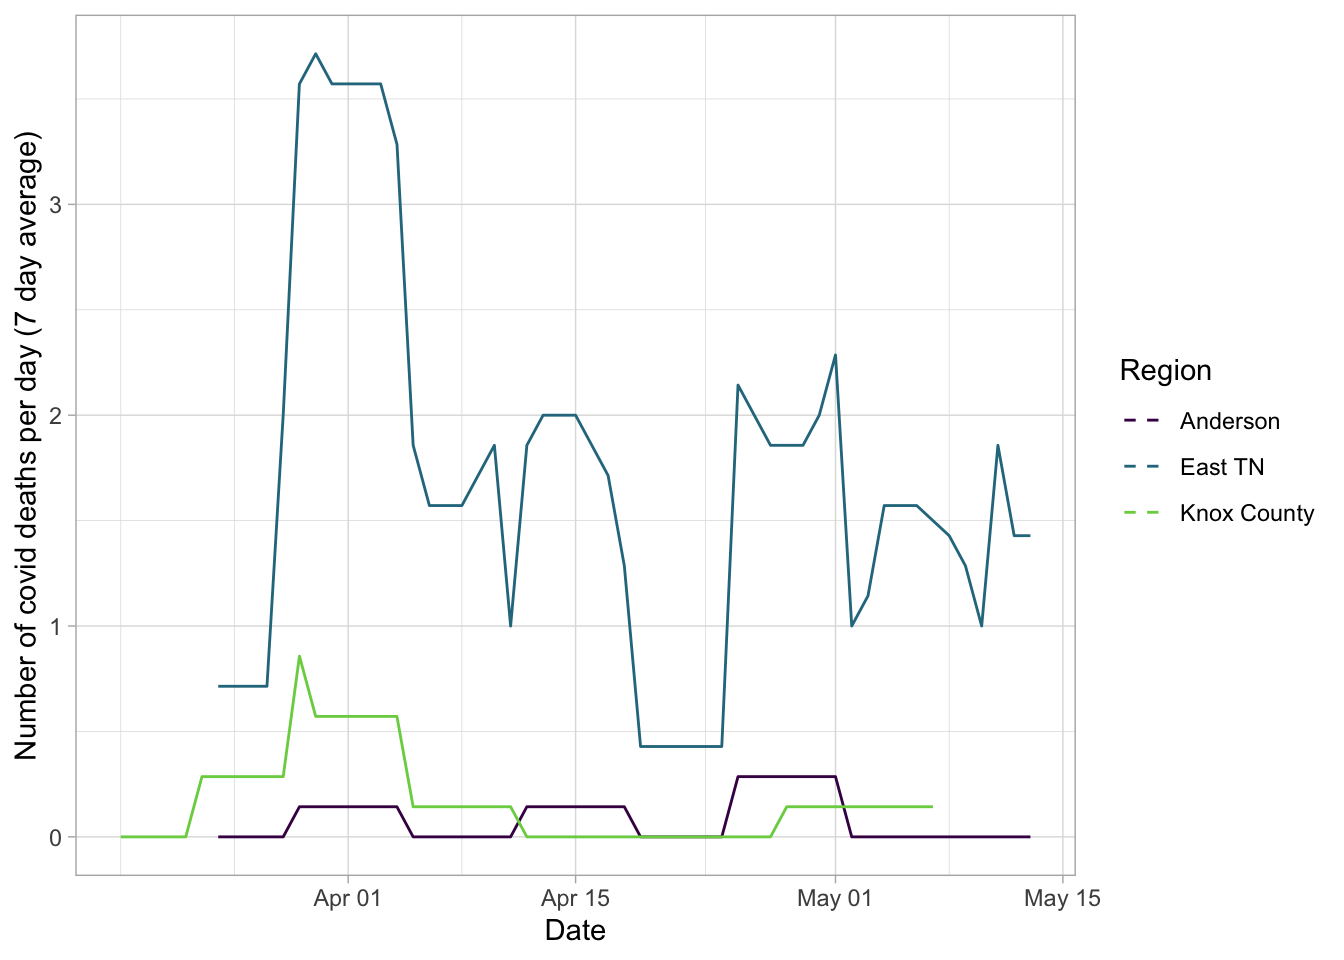 Number of covid deaths per day (7 day average)
3
2
1
0
Apr 01
Apr 15
May 01
May 15
Date
Region
Anderson
East TN
Knox County